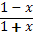 1 − x
1 + x